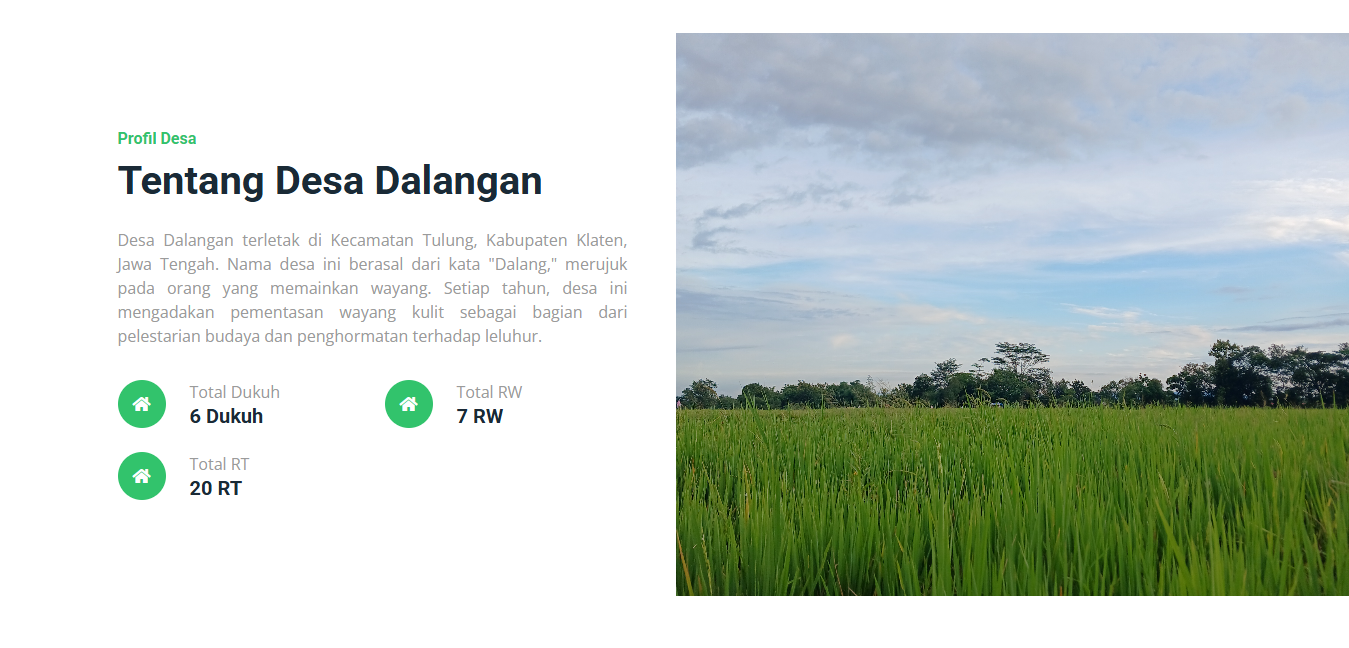 Profil Desa
Tentang Desa Dalangan
Desa Dalangan terletak di Kecamatan Tulung, Kabupaten Klaten,
Jawa Tengah. Nama desa ini berasal dari kata "Dalang," merujuk
pada orang yang memainkan wayang. Setiap tahun, desa ini
mengadakan pementasan wayang kulit sebagai bagian dari
pelestarian budaya dan penghormatan terhadap leluhur.
Total Dukuh
6 Dukuh
Total RW
7 RW
Total RT
20 RT